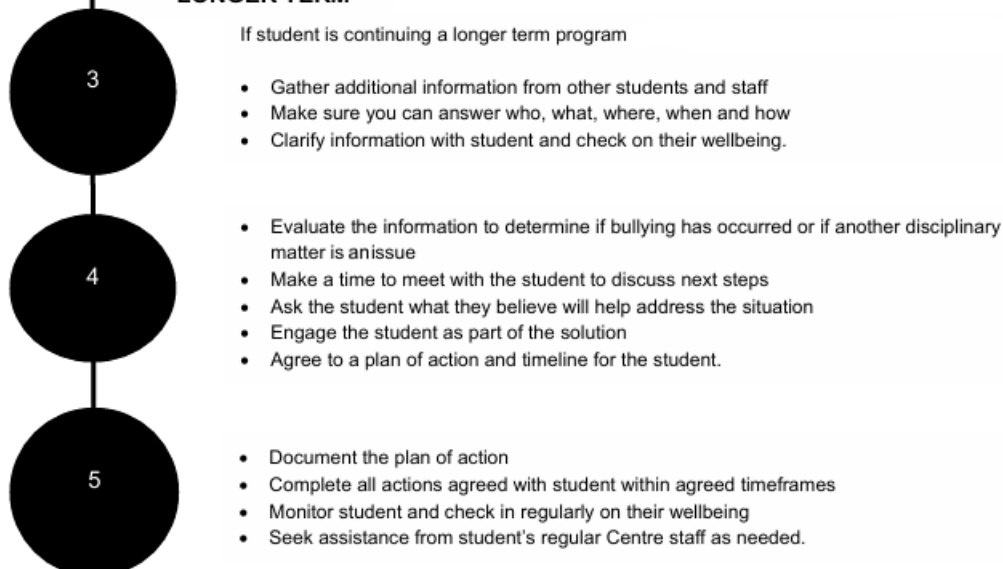 LONGER TERM
If student is continuing a longer term program
3
• Gather additional information from other students and staff
• Make sure you can answer who, what, where, when and how
• Clarify information with student and check on their wellbeing.
• Evaluate the information to determine if bullying has occurred or if another disciplinary
matter is anissue
4
• Make a time to meet with the student to discuss next steps
• Ask the student what they believe will help address the situation
• Engage the student as part of the solution
• Agree to a plan of action and timeline for the student.
• Document the plan of action
5
• Complete all actions agreed with student within agreed timeframes
• Monitor student and check in regularly on their wellbeing
• Seek assistance from student's regular Centre staff as needed.